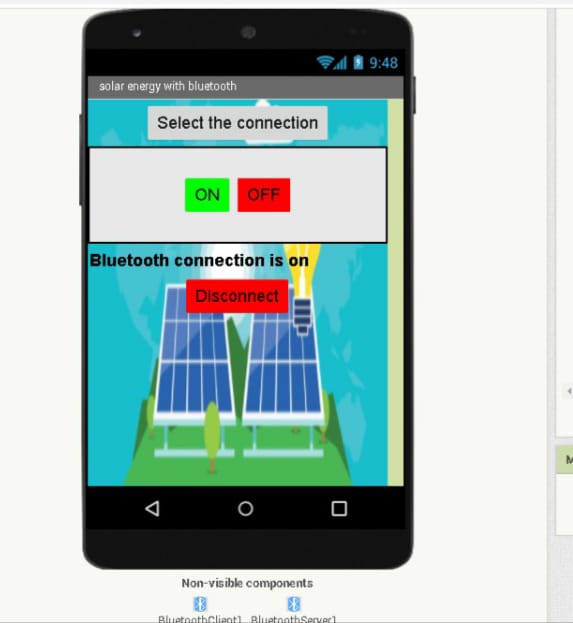 9:48
solar energy with bluetooth
Select the connection
ON OFF
Bluetooth connection is on
Disconnect
Non-visible components
BluetoothClient1 BluetoothServer1
M